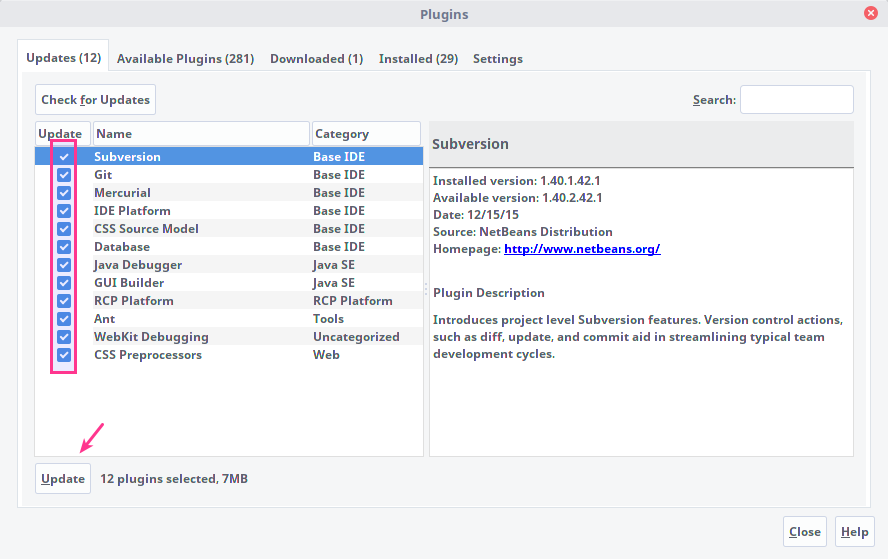 Plugins
Updates (12) Available Plugins (281) Downloaded (1) Installed (29) Settings
Check for Updates Search:
Update Name Category
Subversion Base IDE
Git Base IDE
Mercurial Base IDE
IDE Platform Base IDE
CSS Source Model Base IDE
Database Base IDE
Java Debugger Java SE
GUI Builder Java SE
RCP Platform RCP Platform
Ant Tools
WebKit Debugging Uncategorized
CSS Preprocessors Web
Subversion
Installed version: 1.40.1.42.1
Available version: 1.40.2.42.1
Date: 12/15/15
Source: NetBeans Distribution
Homepage: http://www.netbeans.org/
Plugin Description
Introduces project level Subversion features. Version control actions,
such as diff, update, and commit aid in streamlining typical team
development cycles.
Update 12 plugins selected, 7MB
Close Help